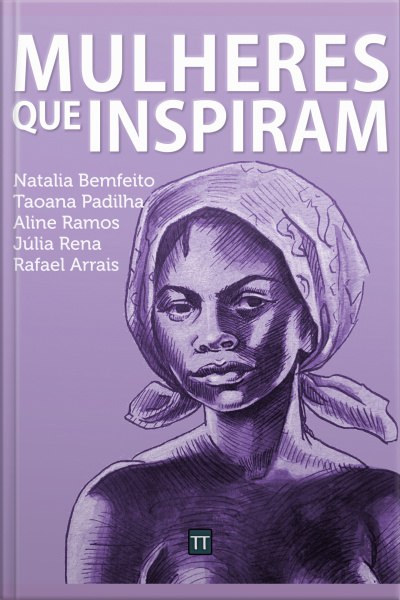 MULHERES
QUE INSPIRAM
Natalia Bemfeito
Taoana Padilha
Aline Ramos
Júlia Rena
Rafael Arrais
TT